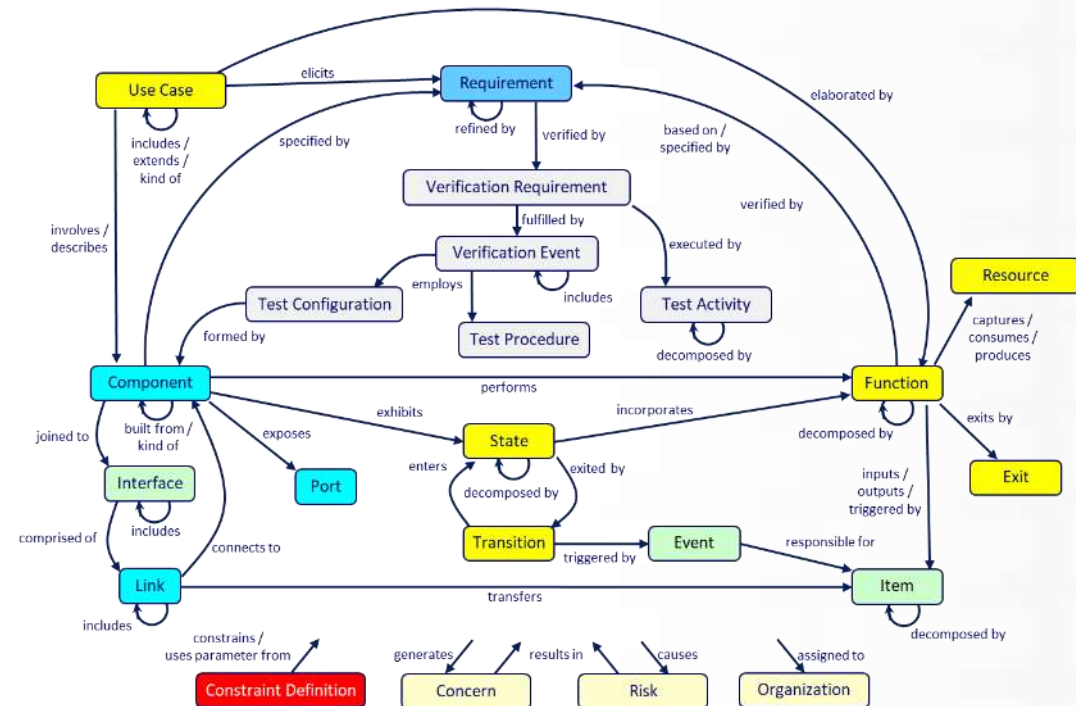 elicits
Use Case
Requirement
elaborated by
includes /
extends /
kind of
refined by
verified by
specified by
based on /
specified by
Verification Requirement
fulfilled by
verified by
involves /
describes
Verification Event
executed by
employs
includes
Resource
Test Configuration
Test Activity
formed by
Test Procedure
decomposed by
captures /
consumes /
produces
Component
performs
Function
built from /
kind of
exhibits
incorporates
decomposed by
exits by
joined to
exposes
State
enters
exited by
Interface
Port
decomposed by
Exit
includes
inputs /
outputs /
triggered by
comprised of
connects to
Transition
triggered by
Event
responsible for
Link
transfers
Item
includes
decomposed by
constrains /
uses parameter from
generates
results in
causes
assigned to
Constraint Definition
Concern
Risk
Organization